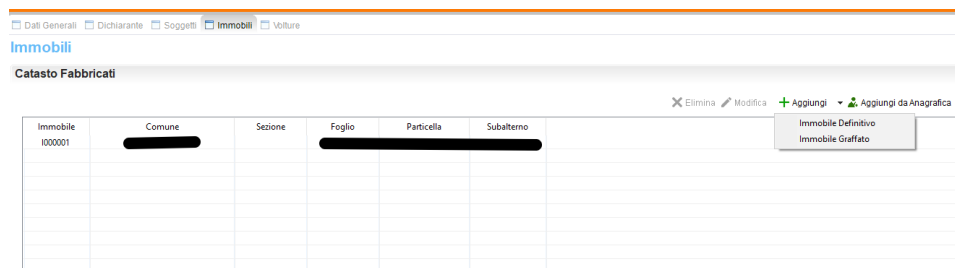 Dati Generali Dichiarante Soggetti Immobili Volture
Immobili
Catasto Fabbricati
Elimina Modifica Aggiungi Aggiungi da Anagrafica
Immobile Definitivo
Immobile Graffato
Immobile Comune Sezione Foglio Particella Subalterno
I000001